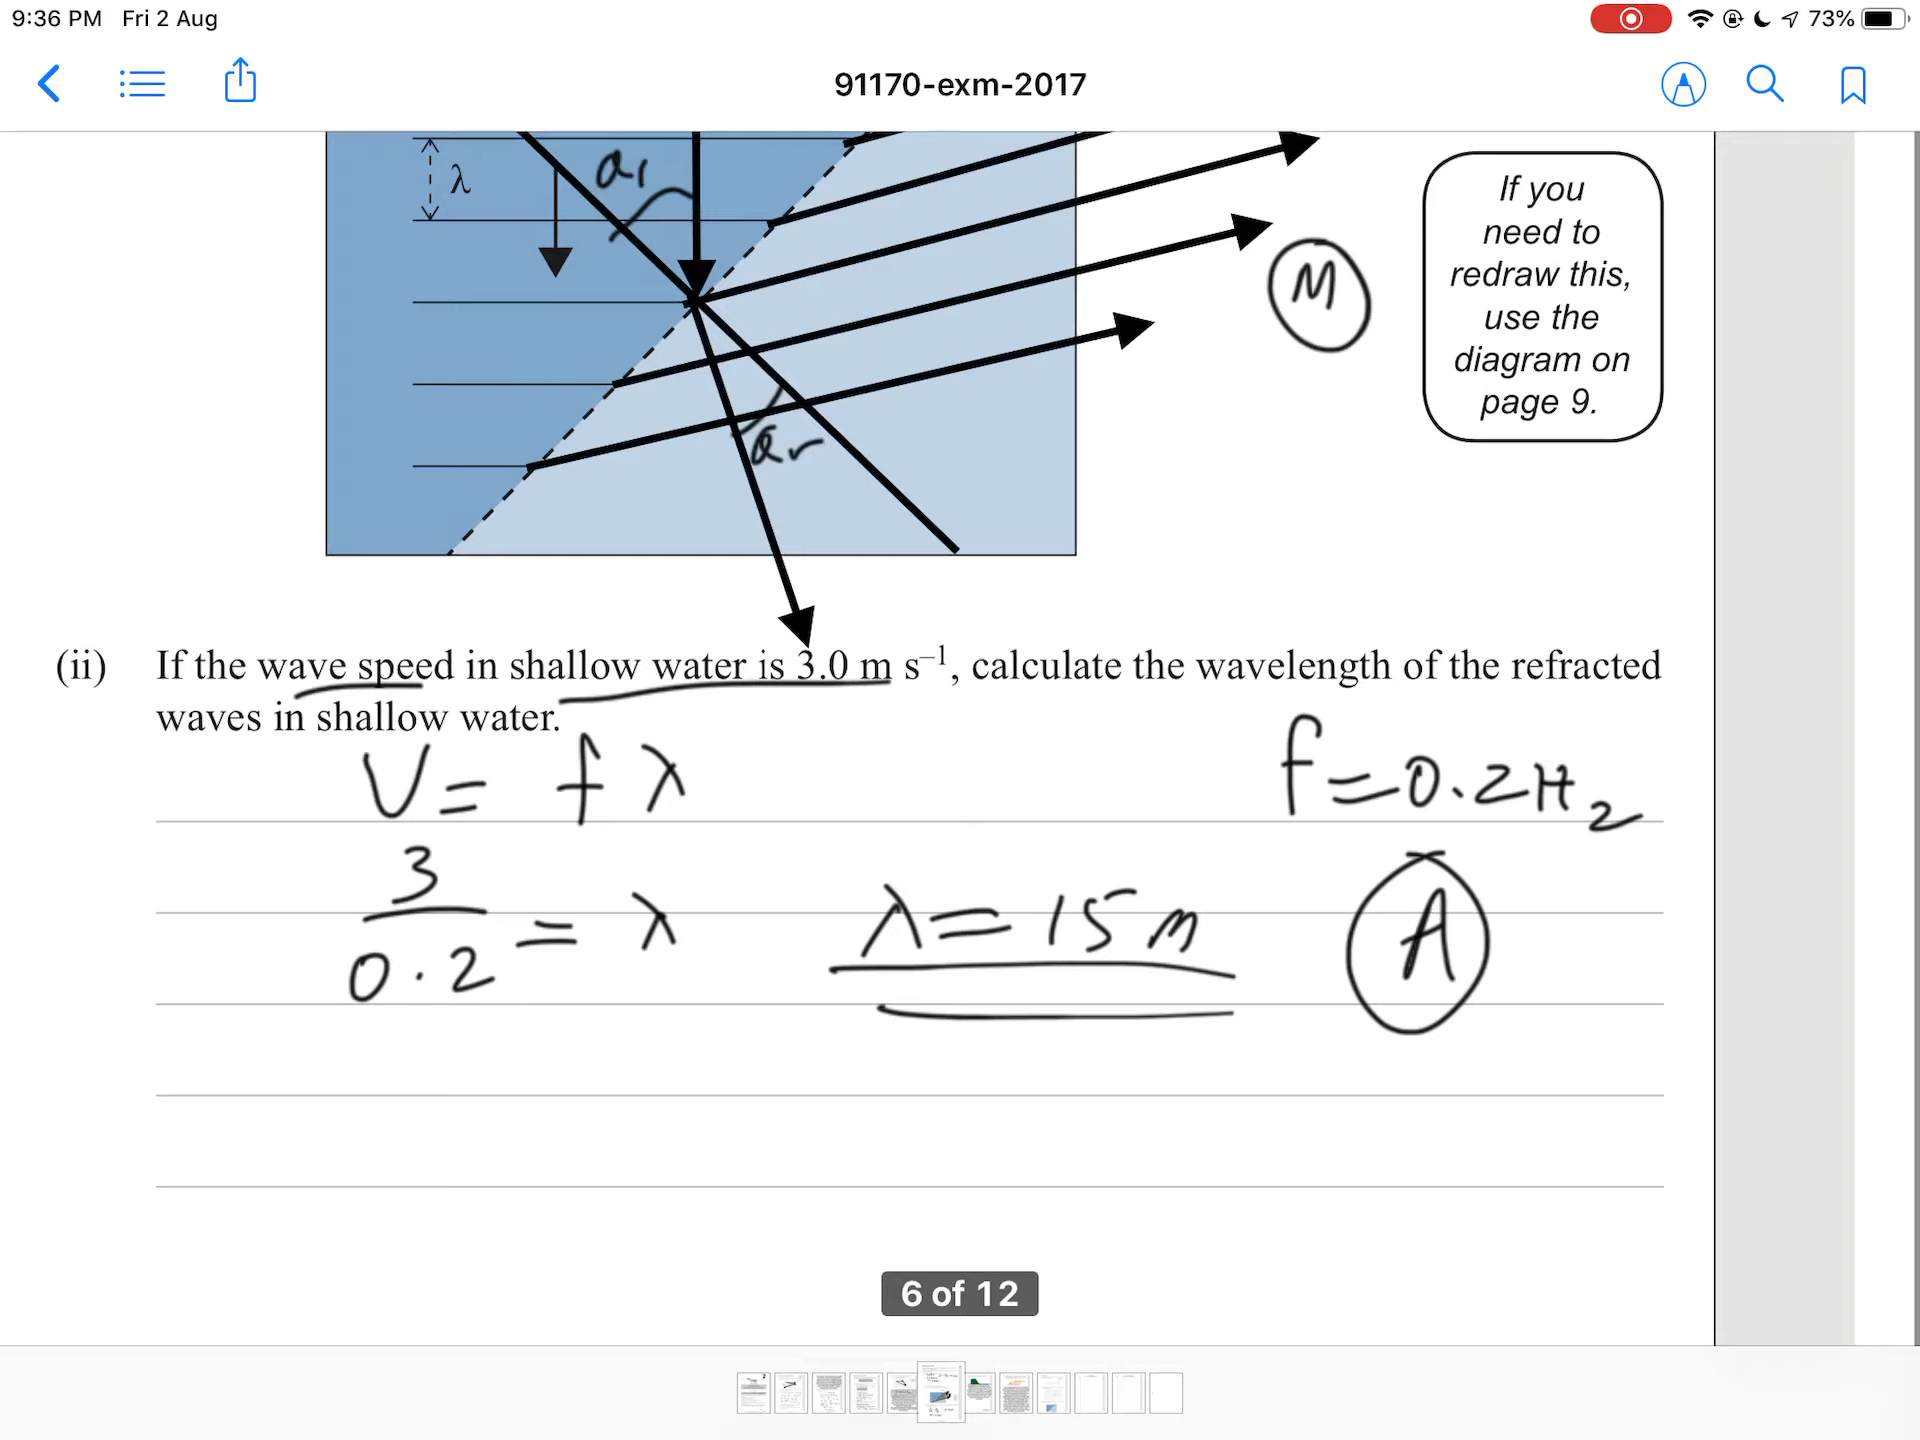 9:36 PM Fri 2 Aug 73%
91170-exm-2017
λ
a₁
M
If you
need to
redraw this,
use the
diagram on
page 9.
ar
(ii) If the wave speed in shallow water is 3.0 m s⁻¹, calculate the wavelength of the refracted
waves in shallow water.
V = fλ f=0.2Hz
3/0.2 = λ λ=15m A
6 of 12